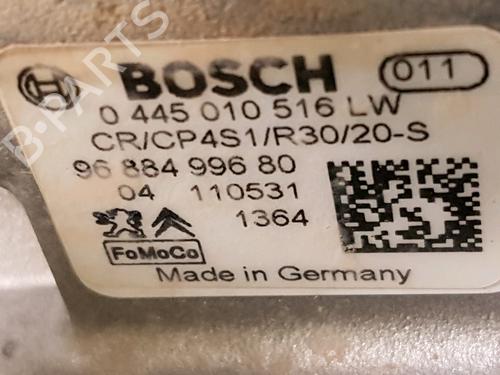 BOSCH 011
0 445 010 516 LW
CR/CP4S1/R30/20-S
96 884 996 80
04 110531
1364
FoMoCo
Made in Germany
B-PARTS